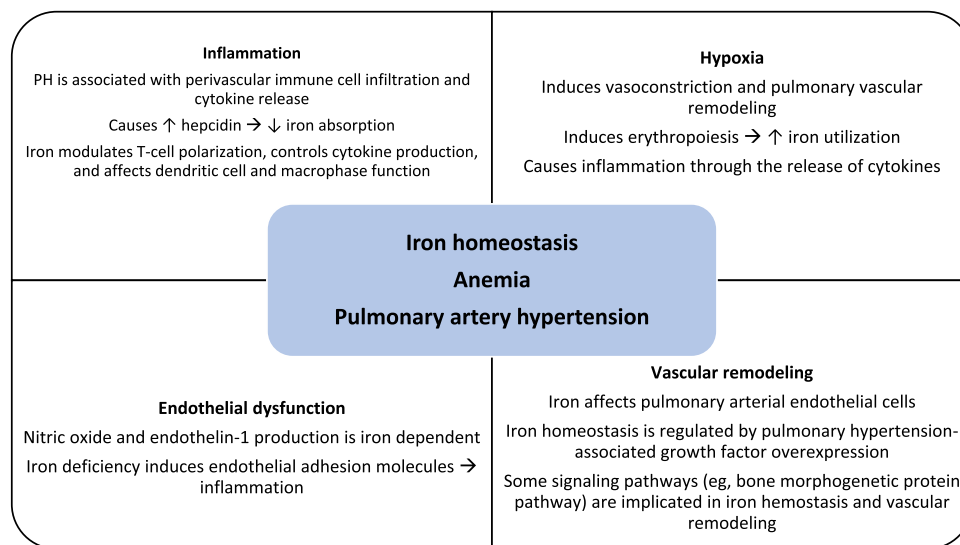 Inflammation
PH is associated with perivascular immune cell infiltration and
cytokine release
Causes ↑ hepcidin → ↓ iron absorption
Iron modulates T-cell polarization, controls cytokine production,
and affects dendritic cell and macrophase function
Hypoxia
Induces vasoconstriction and pulmonary vascular
remodeling
Induces erythropoiesis → ↑ iron utilization
Causes inflammation through the release of cytokines
Iron homeostasis
Anemia
Pulmonary artery hypertension
Endothelial dysfunction
Nitric oxide and endothelin-1 production is iron dependent
Iron deficiency induces endothelial adhesion molecules →
inflammation
Vascular remodeling
Iron affects pulmonary arterial endothelial cells
Iron homeostasis is regulated by pulmonary hypertension-
associated growth factor overexpression
Some signaling pathways (eg, bone morphogenetic protein
pathway) are implicated in iron hemostasis and vascular
remodeling